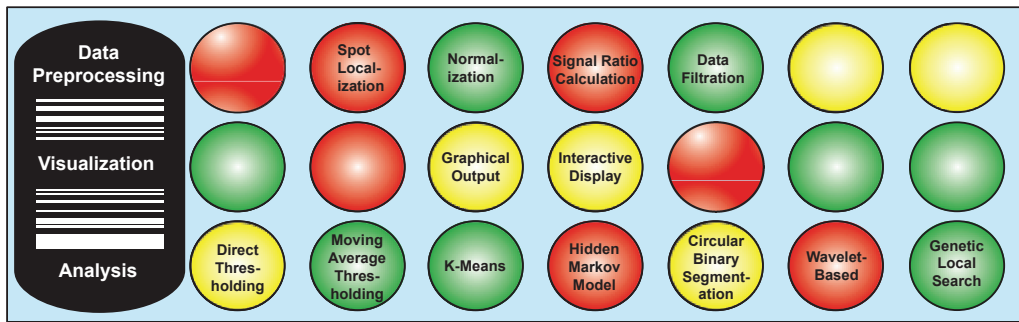 Data
Preprocessing
Spot
Local-
ization
Normal-
ization
Signal Ratio
Calculation
Data
Filtration
Visualization
Graphical
Output
Interactive
Display
Analysis
Direct
Thres-
holding
Moving
Average
Thres-
holding
K-Means
Hidden
Markov
Model
Circular
Binary
Segment-
ation
Wavelet-
Based
Genetic
Local
Search